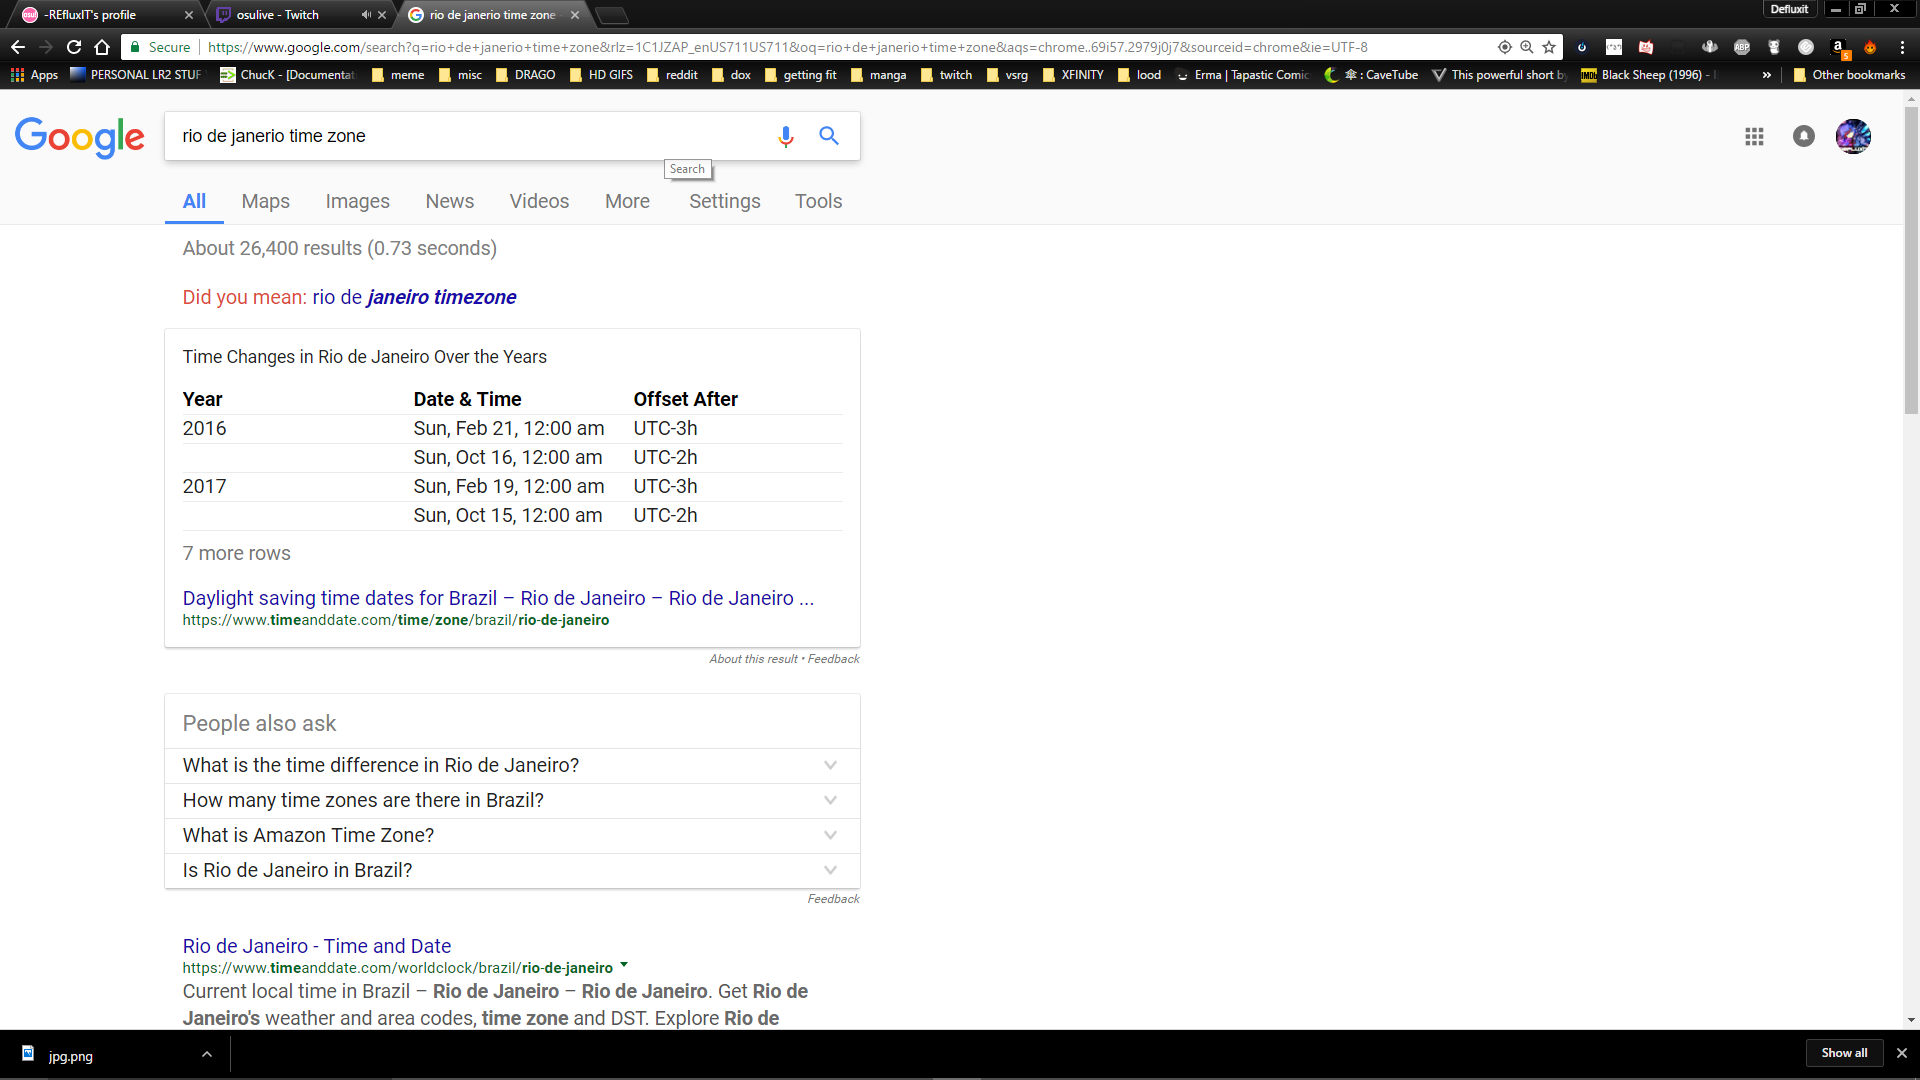 -REfluxIT's profile
osulive - Twitch
rio de janerio time zone
Defluxit
Secure
https://www.google.com/search?q=rio+de+janerio+time+zone&rlz=1C1JZAP_enUS711US711&oq=rio+de+janerio+time+zone&aqs=chrome..69i57.2979j0j7&sourceid=chrome&ie=UTF-8
Apps
PERSONAL LR2 STUF
ChucK - [Documentat
meme
misc
DRAGO
HD GIFS
reddit
dox
getting fit
manga
twitch
vsrg
XFINITY
lood
Erma | Tapastic Comic
傘 : CaveTube
This powerful short by
Black Sheep (1996) -
»
Other bookmarks
Google
rio de janerio time zone
Search
All Maps Images News Videos More Settings Tools
About 26,400 results (0.73 seconds)
Did you mean: rio de janeiro timezone
Time Changes in Rio de Janeiro Over the Years
Year Date & Time Offset After
2016 Sun, Feb 21, 12:00 am UTC-3h
Sun, Oct 16, 12:00 am UTC-2h
2017 Sun, Feb 19, 12:00 am UTC-3h
Sun, Oct 15, 12:00 am UTC-2h
7 more rows
Daylight saving time dates for Brazil – Rio de Janeiro – Rio de Janeiro ...
https://www.timeanddate.com/time/zone/brazil/rio-de-janeiro
About this result • Feedback
People also ask
What is the time difference in Rio de Janeiro?
How many time zones are there in Brazil?
What is Amazon Time Zone?
Is Rio de Janeiro in Brazil?
Feedback
Rio de Janeiro - Time and Date
https://www.timeanddate.com/worldclock/brazil/rio-de-janeiro
Current local time in Brazil – Rio de Janeiro – Rio de Janeiro. Get Rio de
Janeiro's weather and area codes, time zone and DST. Explore Rio de
jpg.png
Show all